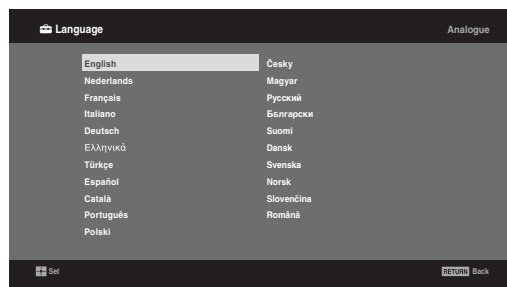 Language
Analogue
English
Nederlands
Français
Italiano
Deutsch
Ελληνικά
Türkçe
Español
Català
Português
Polski
Česky
Magyar
Русский
Български
Suomi
Dansk
Svenska
Norsk
Slovenčina
Română
Set
RETURN Back